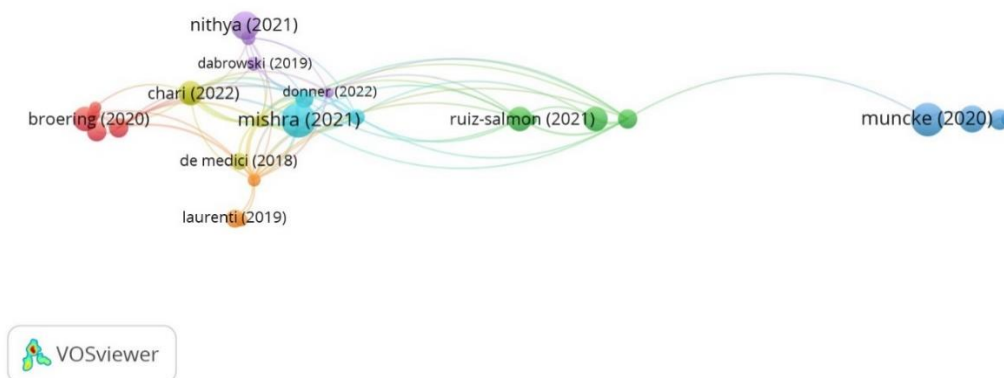 nithya (2021)
dabrowski (2019)
chari (2022)
donner (2022)
broering (2020)
mishra (2021)
ruiz-salmon (2021)
muncke (2020)
de medici (2018)
laurenti (2019)
VOSviewer